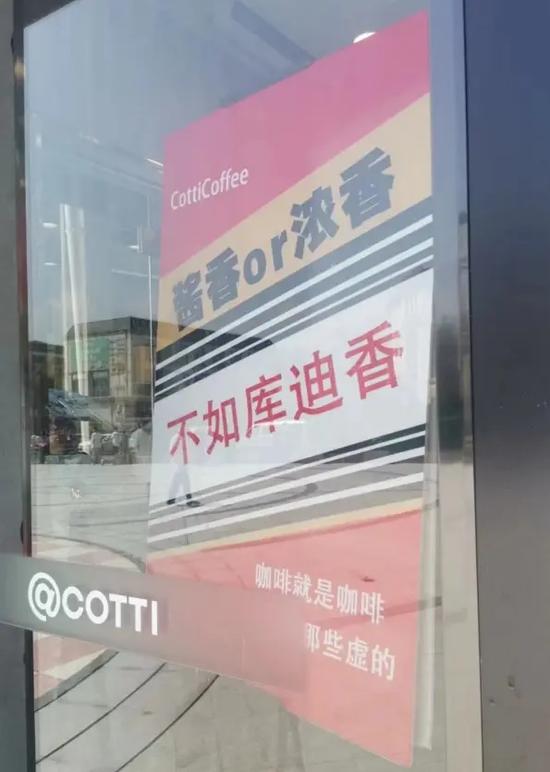 CottiCoffee
酱香or浓香
不如库迪香
@COTTI
咖啡就是咖啡
那些虚的